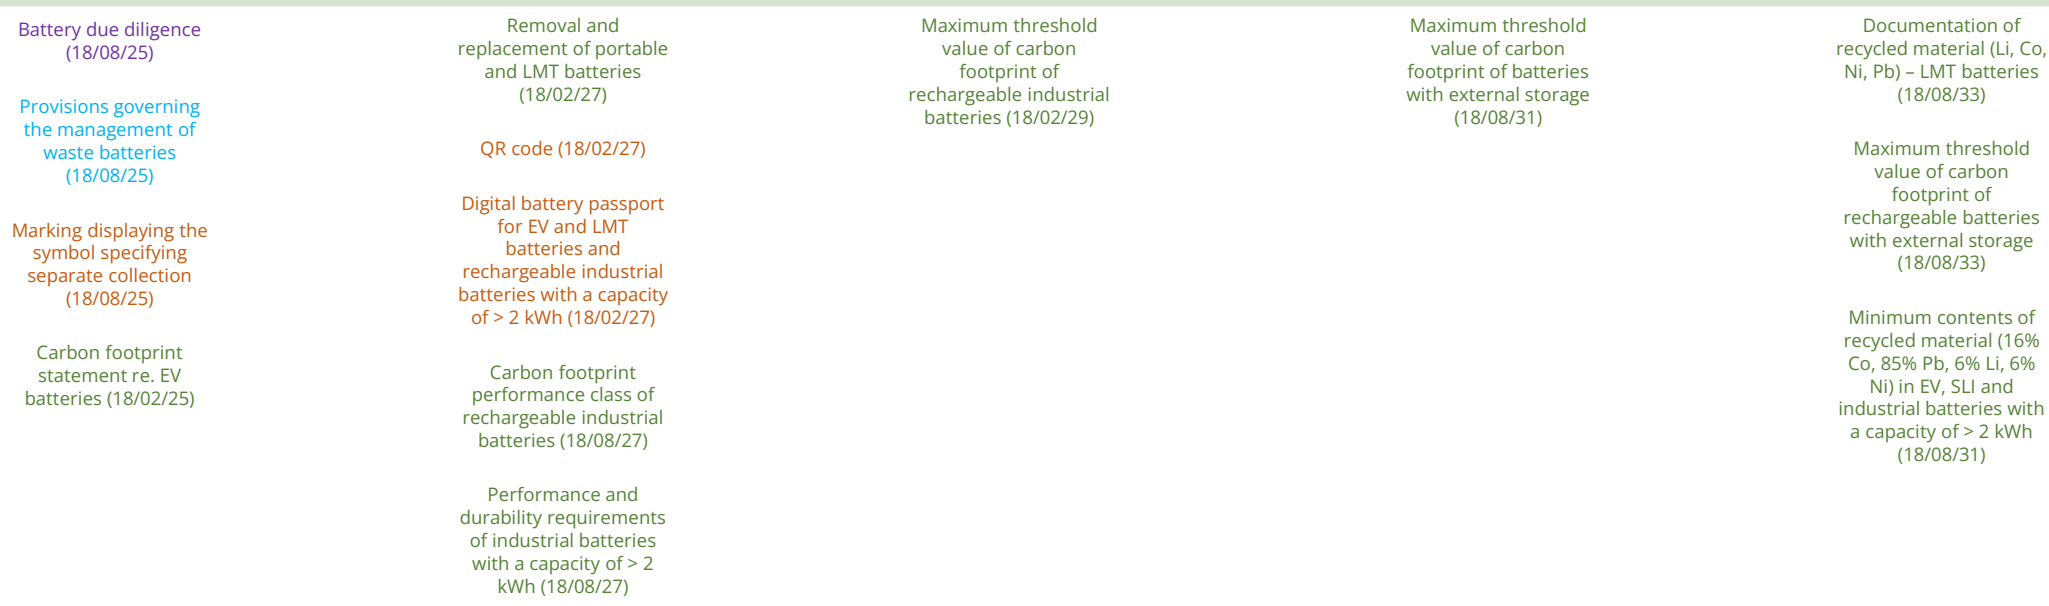 Battery due diligence
(18/08/25)
Provisions governing
the management of
waste batteries
(18/08/25)
Marking displaying the
symbol specifying
separate collection
(18/08/25)
Carbon footprint
statement re. EV
batteries (18/02/25)
Removal and
replacement of portable
and LMT batteries
(18/02/27)
QR code (18/02/27)
Digital battery passport
for EV and LMT
batteries and
rechargeable industrial
batteries with a capacity
of > 2 kWh (18/02/27)
Carbon footprint
performance class of
rechargeable industrial
batteries (18/08/27)
Performance and
durability requirements
of industrial batteries
with a capacity of > 2
kWh (18/08/27)
Maximum threshold
value of carbon
footprint of
rechargeable industrial
batteries (18/02/29)
Maximum threshold
value of carbon
footprint of batteries
with external storage
(18/08/31)
Documentation of
recycled material (Li, Co,
Ni, Pb) – LMT batteries
(18/08/33)
Maximum threshold
value of carbon
footprint of
rechargeable batteries
with external storage
(18/08/33)
Minimum contents of
recycled material (16%
Co, 85% Pb, 6% Li, 6%
Ni) in EV, SLI and
industrial batteries with
a capacity of > 2 kWh
(18/08/31)